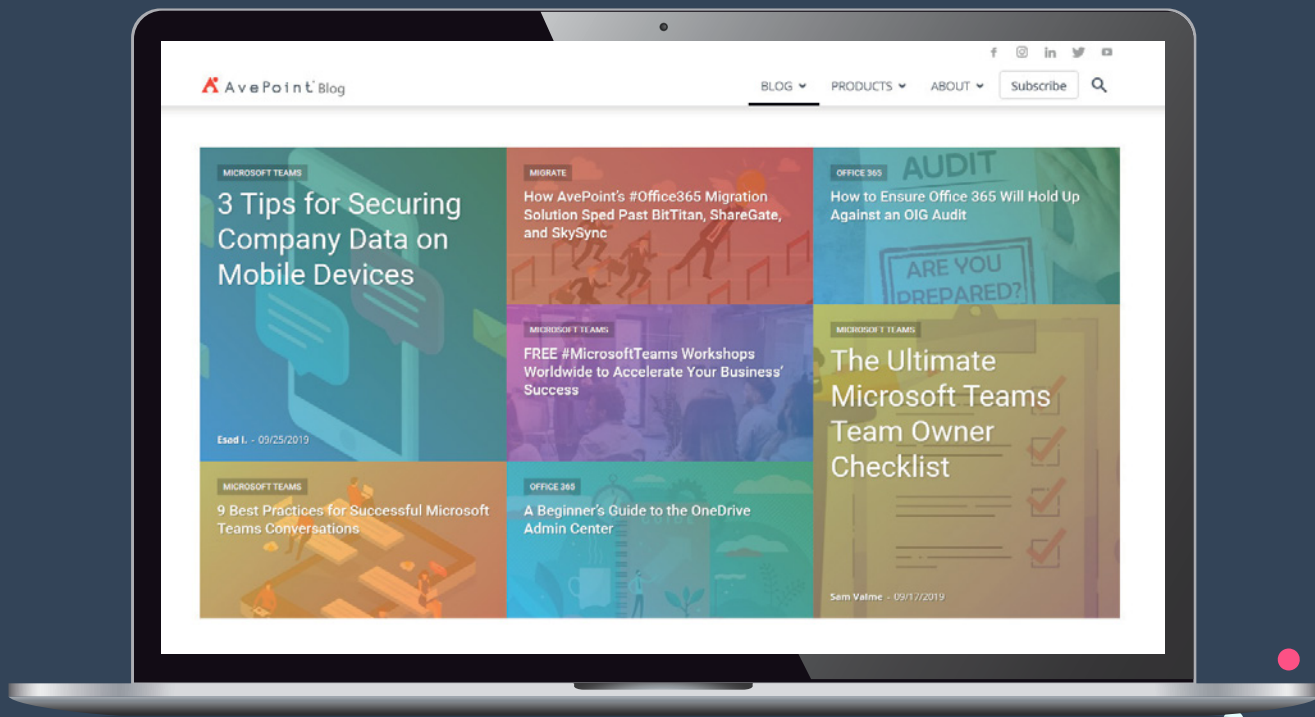 AvePoint Blog
BLOG
PRODUCTS
ABOUT
Subscribe
MICROSOFT TEAMS
3 Tips for Securing
Company Data on
Mobile Devices
Esad I. - 09/25/2019
MIGRATE
How AvePoint's #Office365 Migration
Solution Sped Past BitTitan, ShareGate,
and SkySync
OFFICE 365
How to Ensure Office 365 Will Hold Up
Against an OIG Audit
AUDIT
ARE YOU
PREPARED?
MICROSOFT TEAMS
FREE #MicrosoftTeams Workshops
Worldwide to Accelerate Your Business'
Success
MICROSOFT TEAMS
The Ultimate
Microsoft Teams
Team Owner
Checklist
Sam Valme - 09/17/2019
MICROSOFT TEAMS
9 Best Practices for Successful Microsoft
Teams Conversations
OFFICE 365
A Beginner's Guide to the OneDrive
Admin Center
GUIDE